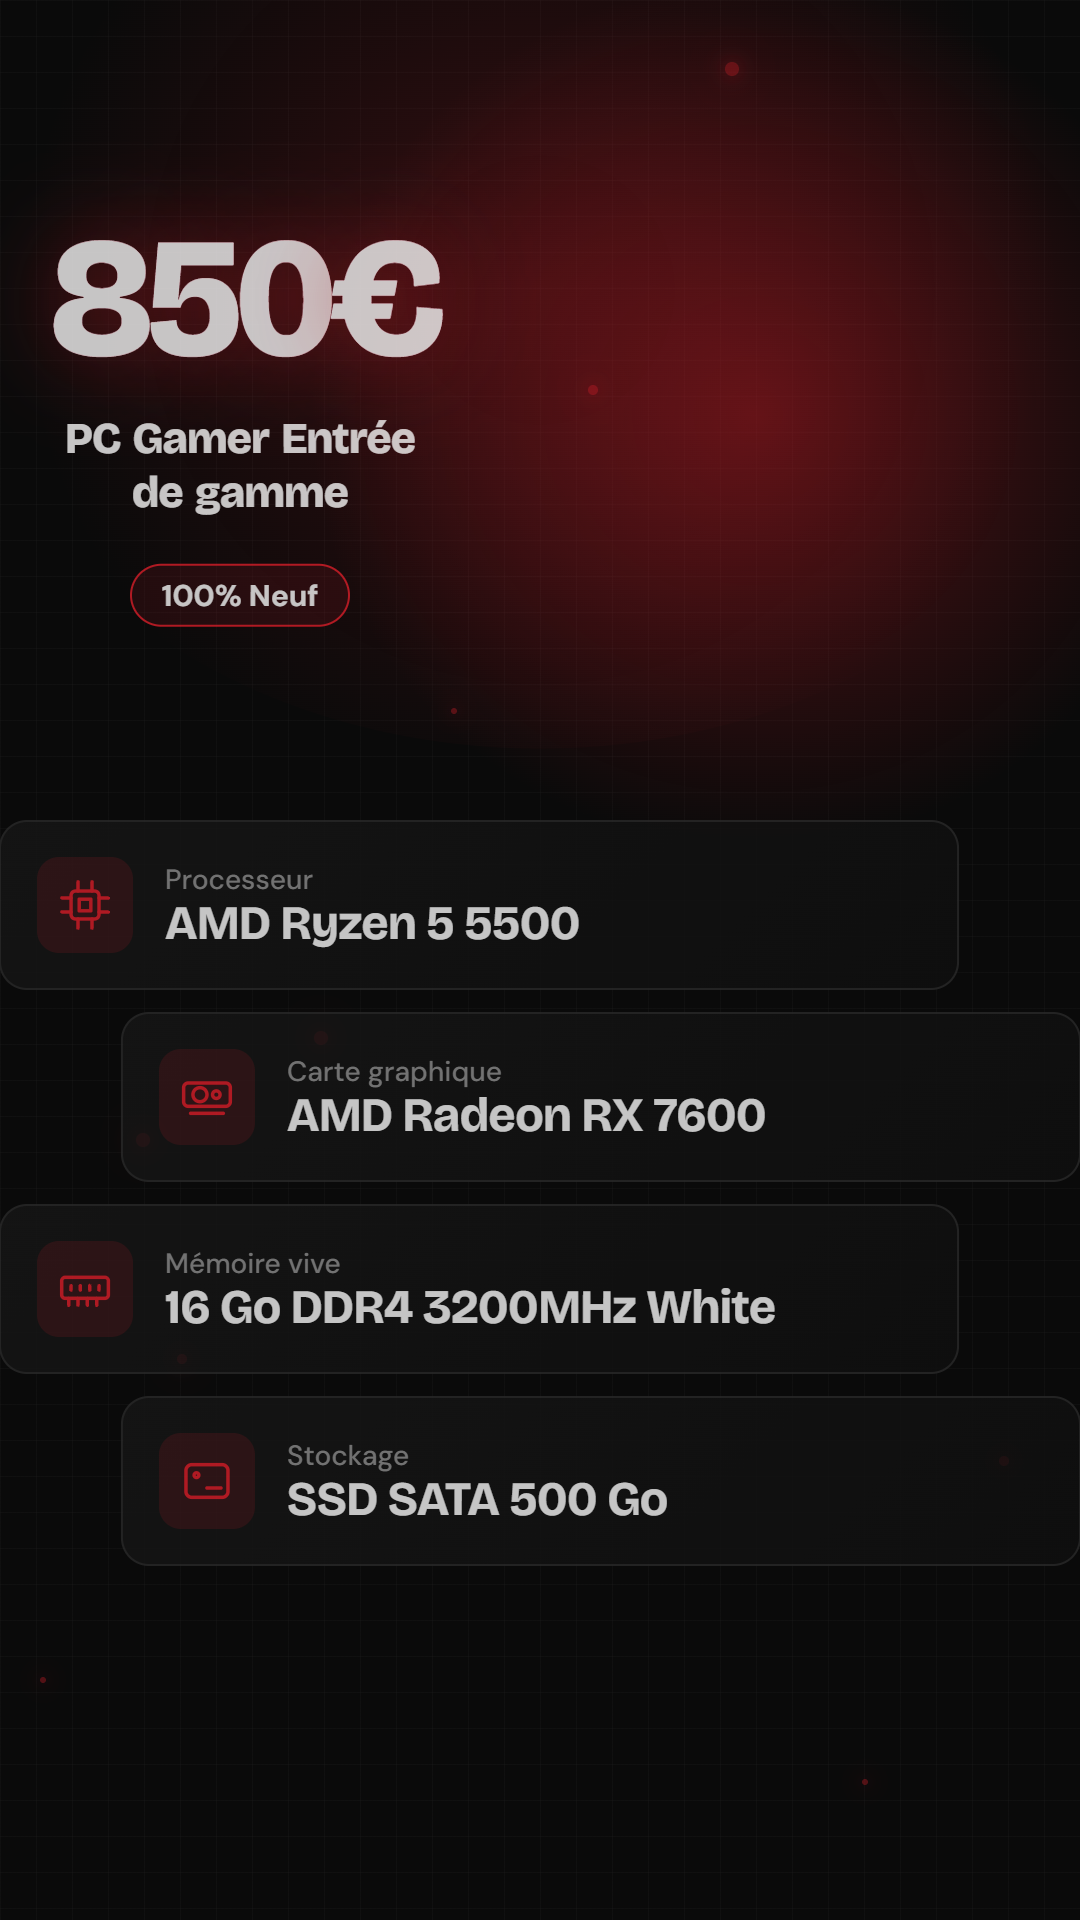 850€
PC Gamer Entrée
de gamme
100% Neuf
Processeur
AMD Ryzen 5 5500
Carte graphique
AMD Radeon RX 7600
Mémoire vive
16 Go DDR4 3200MHz White
Stockage
SSD SATA 500 Go